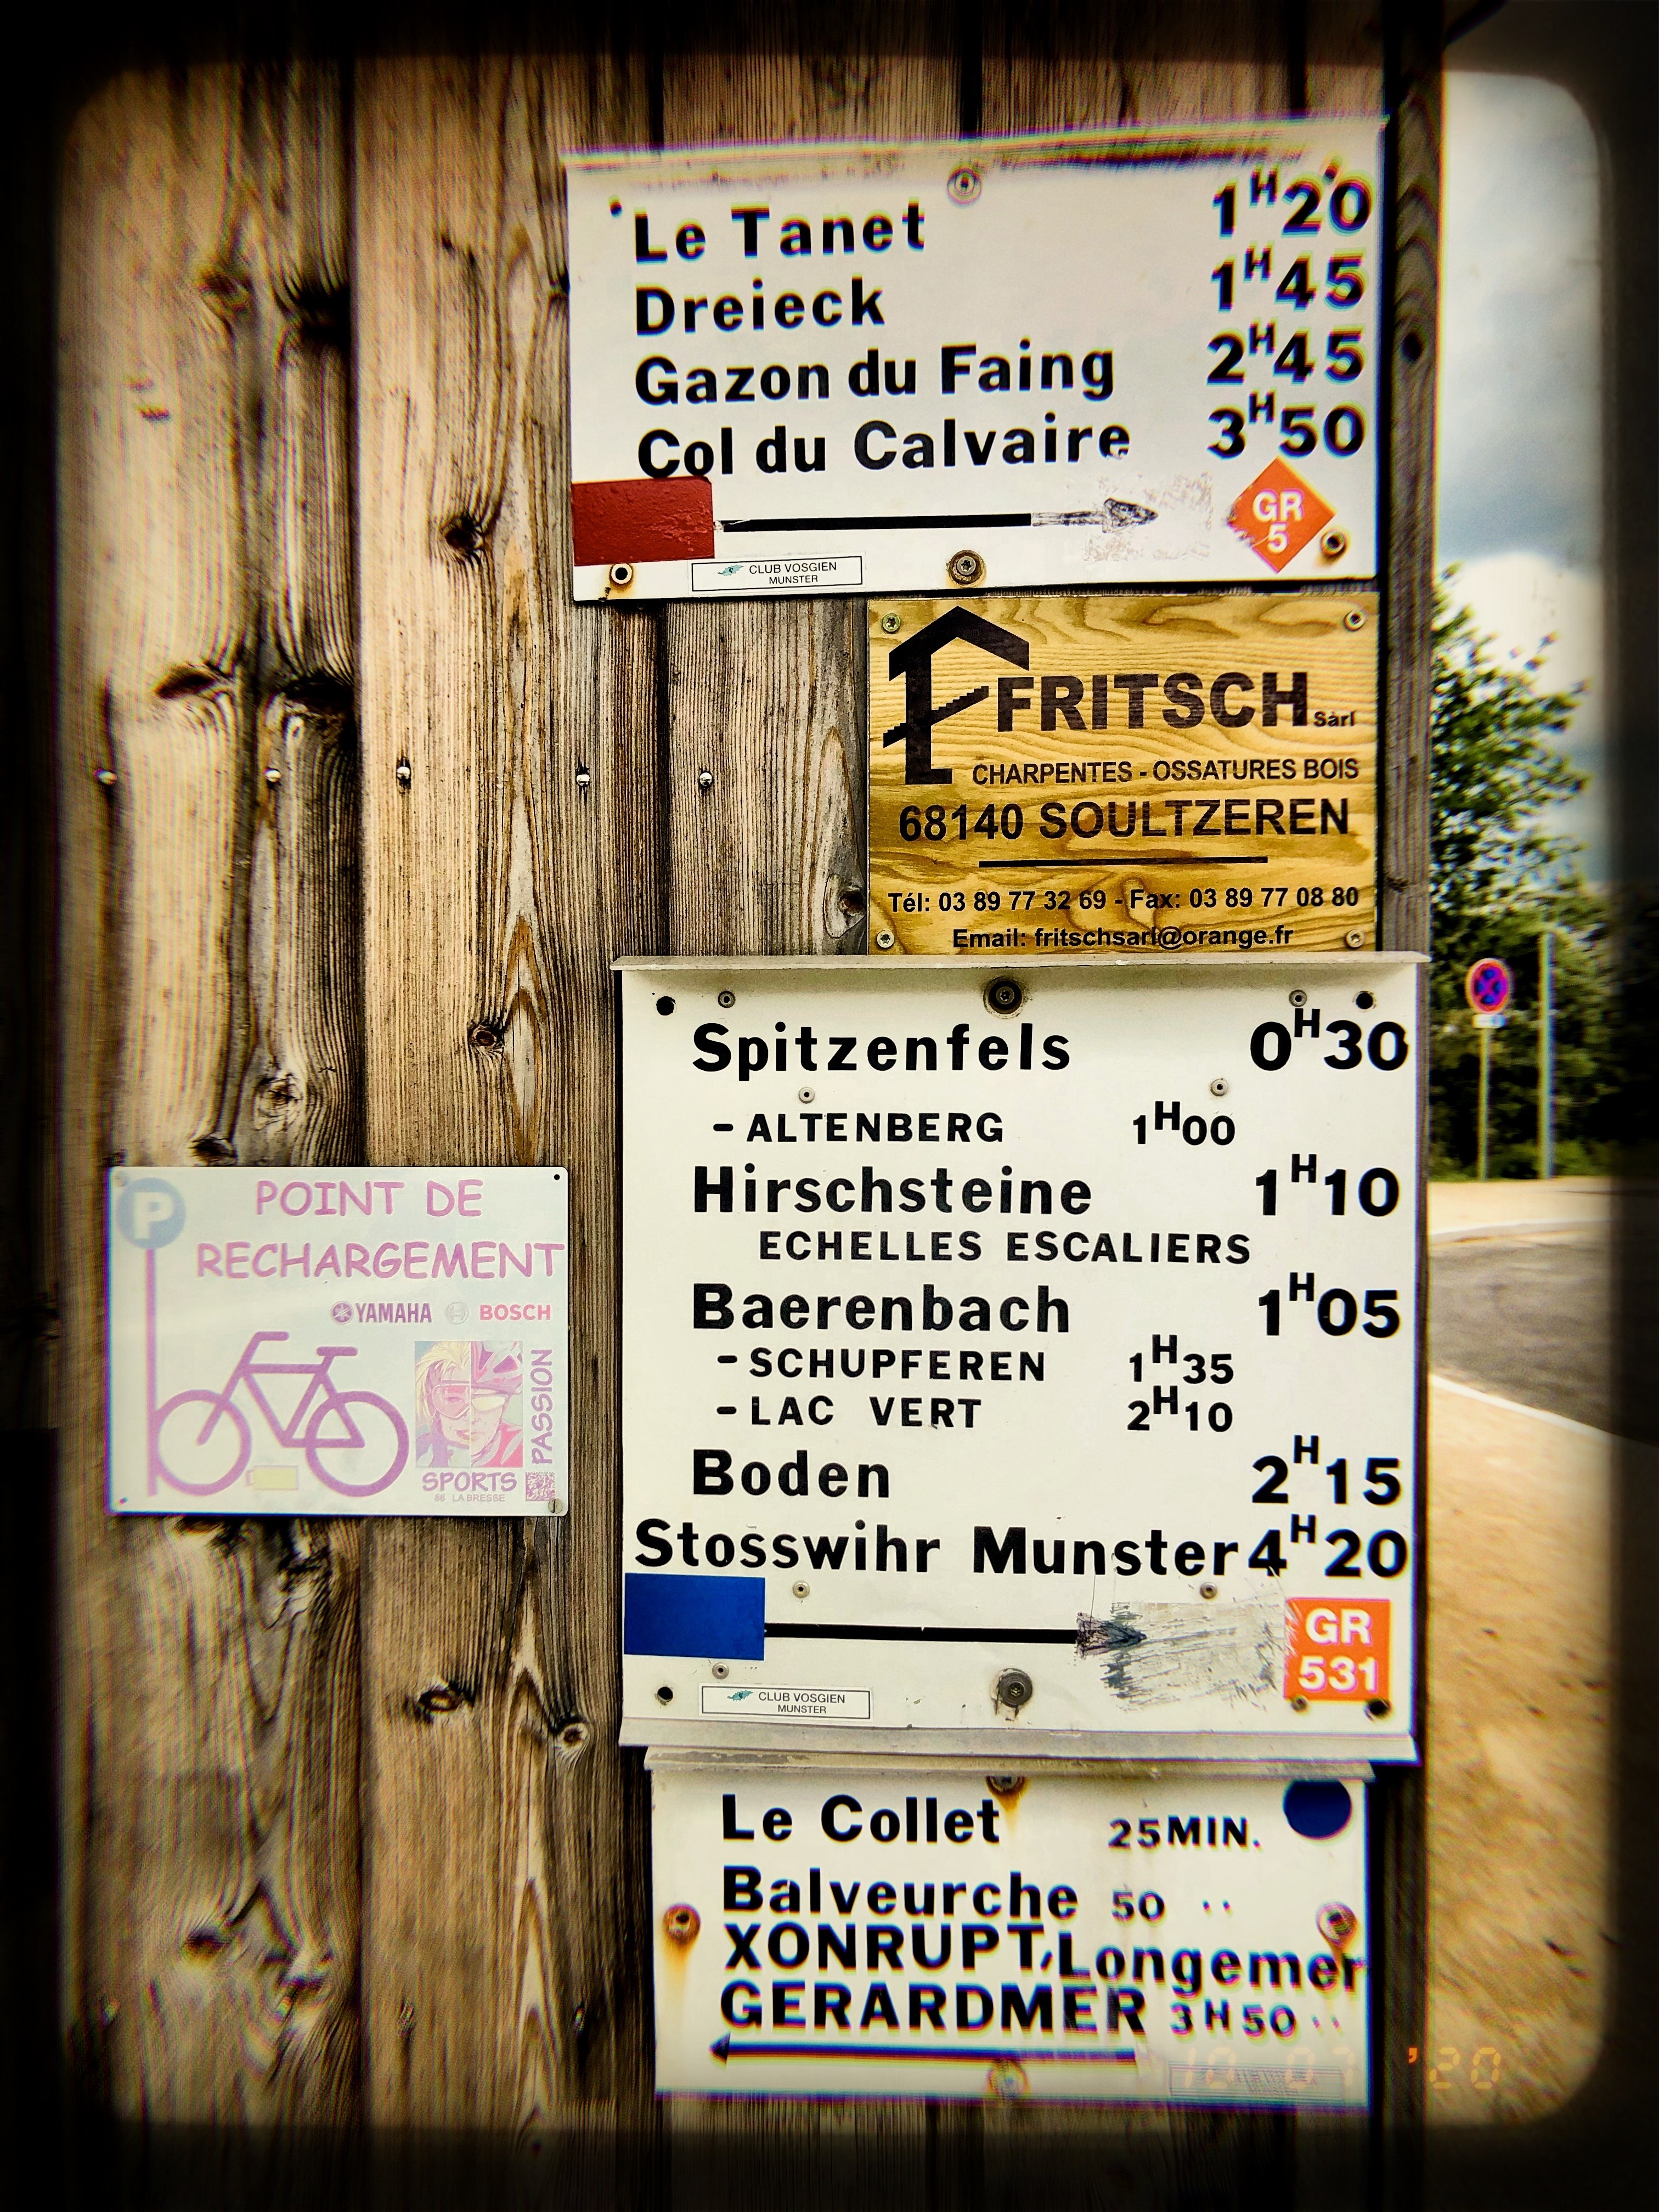 Le Tanet 1H20
Dreieck 1H45
Gazon du Faing 2H45
Col du Calvaire 3H50
GR
5
CLUB VOSGIEN
MUNSTER
FRITSCH Sàrl
CHARPENTES - OSSATURES BOIS
68140 SOULTZEREN
Tél: 03 89 77 32 69 - Fax: 03 89 77 08 80
Email: fritschsarl@orange.fr
Spitzenfels 0H30
- ALTENBERG 1H00
Hirschsteine 1H10
ECHELLES ESCALIERS
Baerenbach 1H05
- SCHUPFEREN 1H35
- LAC VERT 2H10
Boden 2H15
Stosswihr Munster 4H20
GR
531
CLUB VOSGIEN
MUNSTER
P
POINT DE
RECHARGEMENT
YAMAHA BOSCH
PASSION
SPORTS
88 LA BRESSE
Le Collet 25MIN.
Balveurche 50 ''
XONRUPT, Longemer
GERARDMER 3H50 ''
10 07 '20